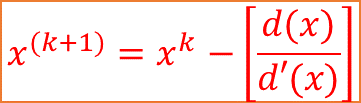 x^{(k+1)} = x^k − [d(x)/d′(x)]